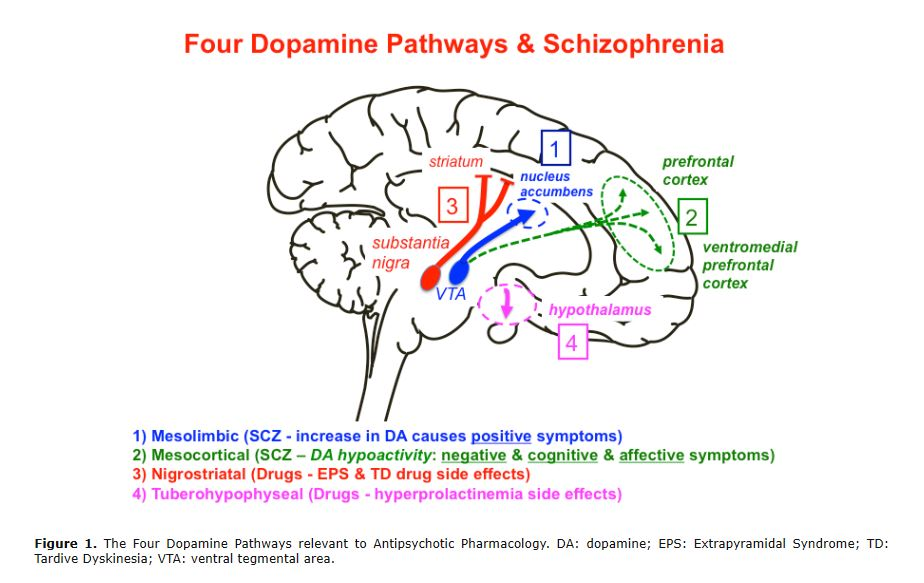 Four Dopamine Pathways & Schizophrenia
1
striatum
nucleus
accumbens
prefrontal
cortex
3
2
substantia
nigra
ventromedial
prefrontal
cortex
VTA
hypothalamus
4
1) Mesolimbic (SCZ - increase in DA causes positive symptoms)
2) Mesocortical (SCZ – DA hypoactivity: negative & cognitive & affective symptoms)
3) Nigrostriatal (Drugs - EPS & TD drug side effects)
4) Tuberohypophyseal (Drugs - hyperprolactinemia side effects)
Figure 1. The Four Dopamine Pathways relevant to Antipsychotic Pharmacology. DA: dopamine; EPS: Extrapyramidal Syndrome; TD:
Tardive Dyskinesia; VTA: ventral tegmental area.